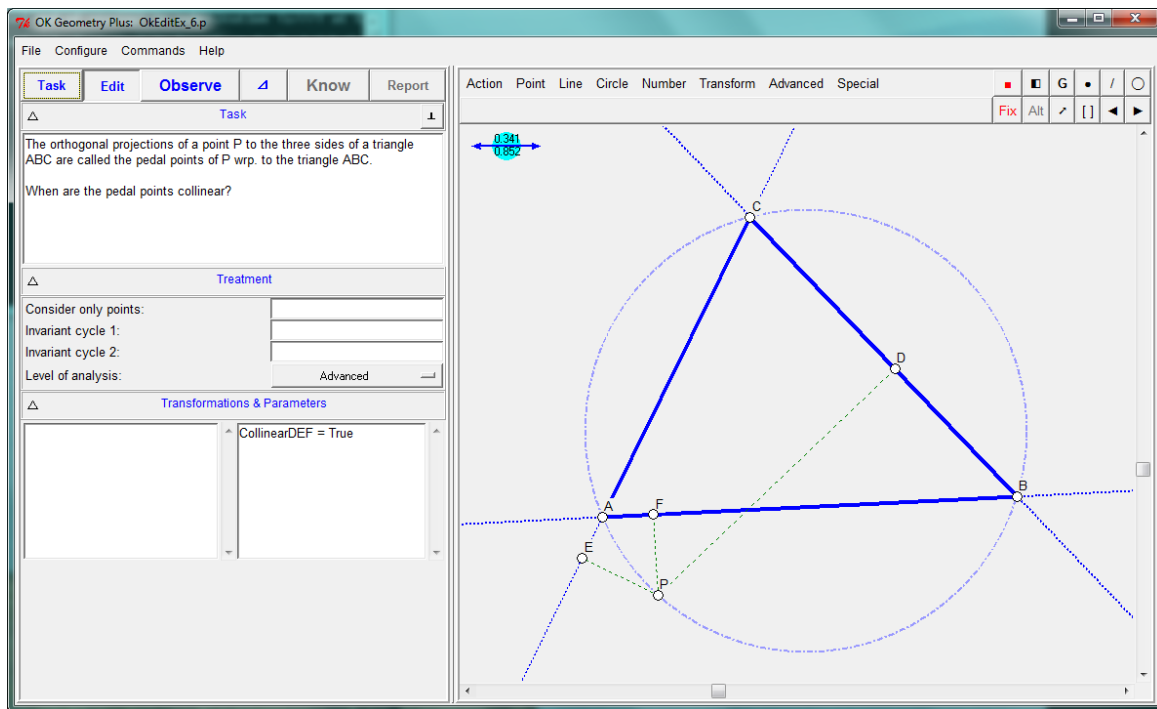 OK Geometry Plus: OkEditEx_6.p
File Configure Commands Help
Task Edit Observe Know Report
Task
The orthogonal projections of a point P to the three sides of a triangle
ABC are called the pedal points of P wrp. to the triangle ABC.
When are the pedal points collinear?
Treatment
Consider only points:
Invariant cycle 1:
Invariant cycle 2:
Level of analysis: Advanced
Transformations & Parameters
CollinearDEF = True
Action Point Line Circle Number Transform Advanced Special
G
Fix Alt [ ]
0.341
0.852
C
D
B
A
F
E
P